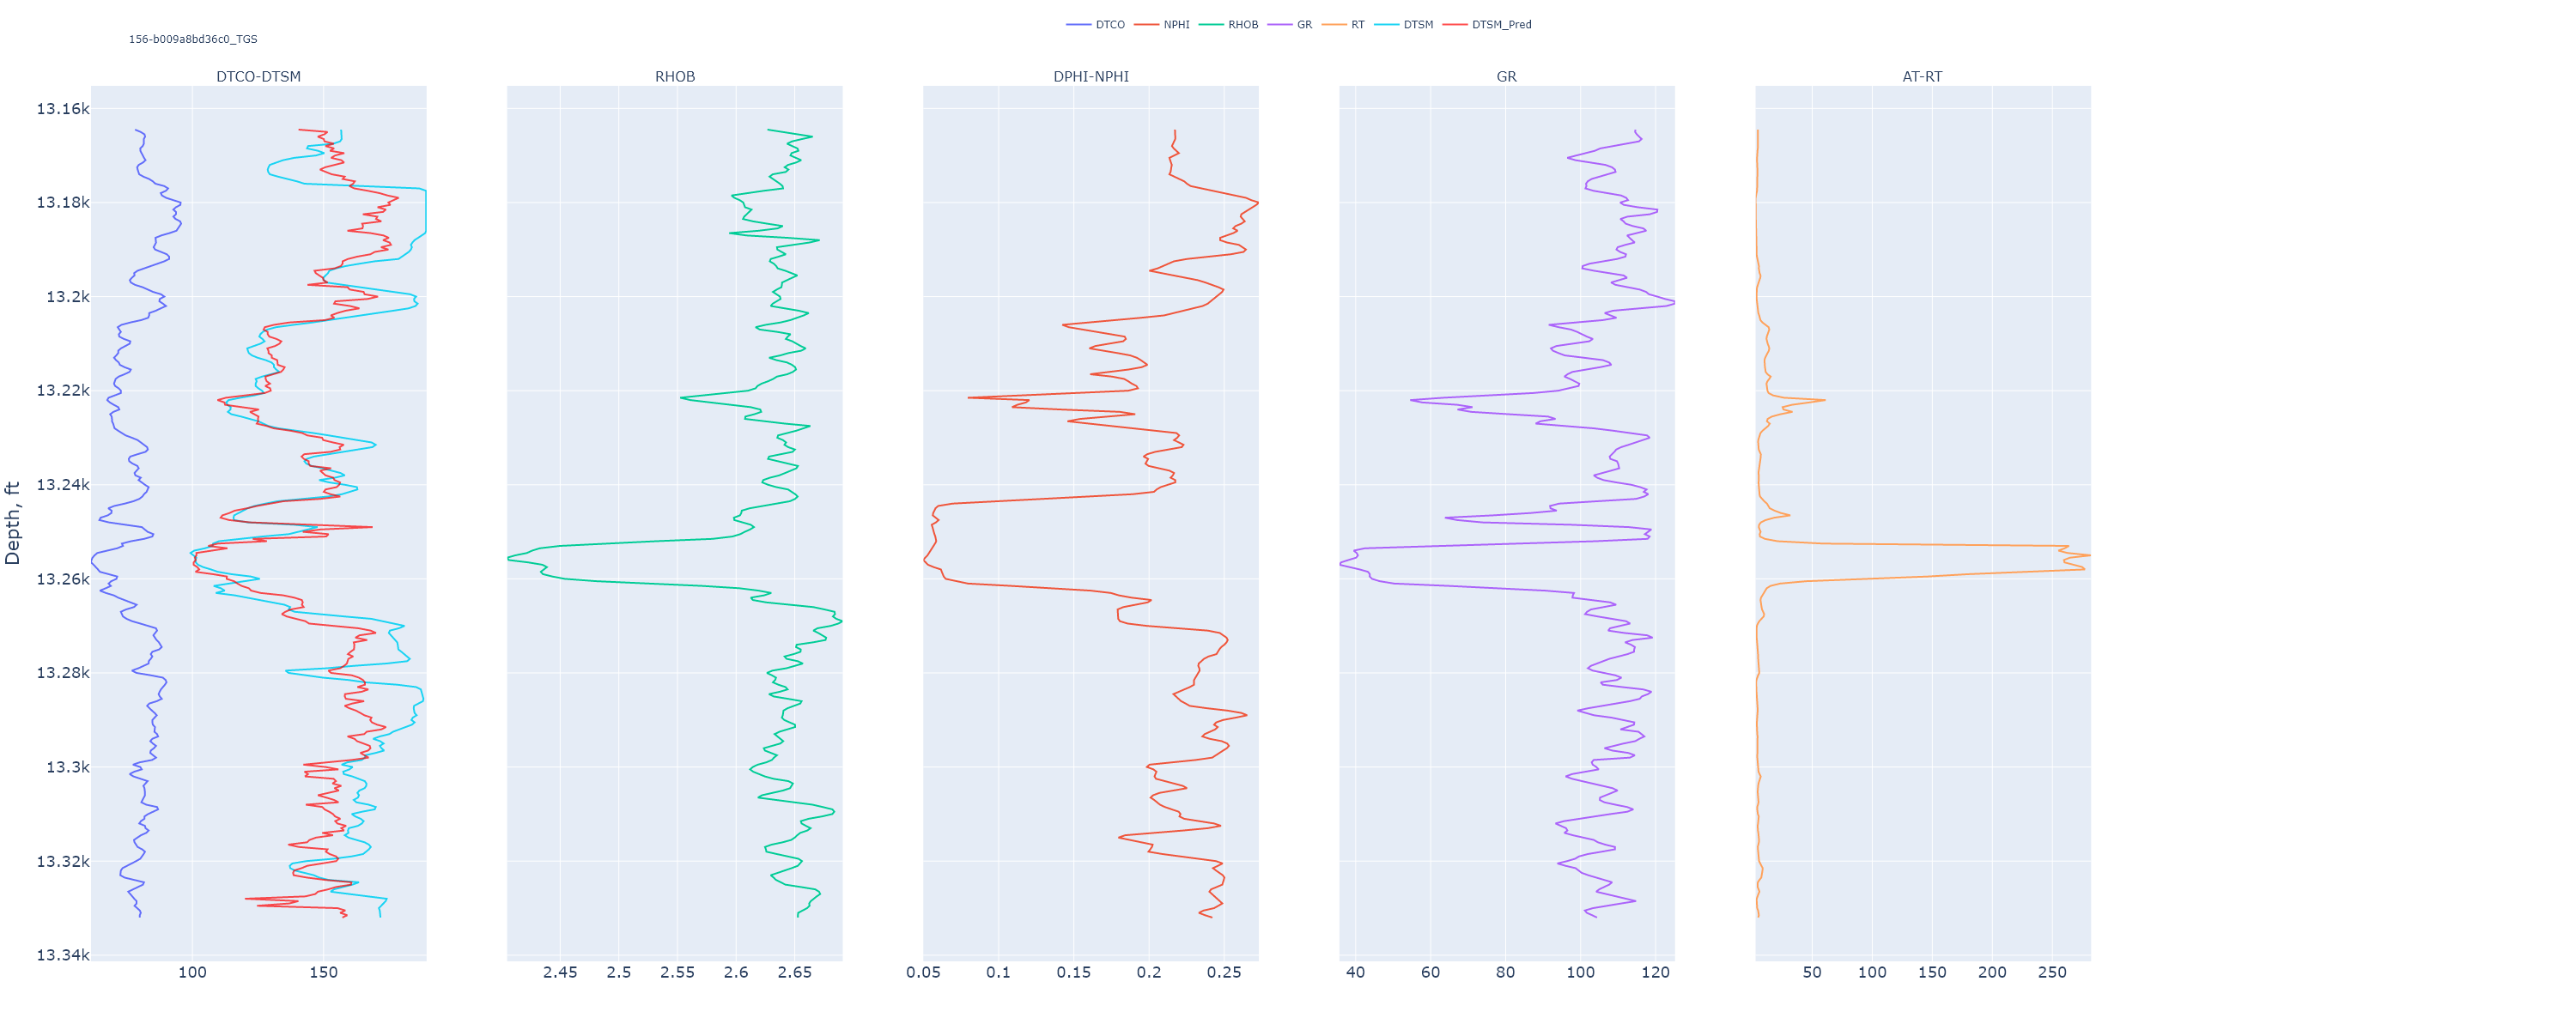 DTCO NPHI RHOB GR RT DTSM DTSM_Pred
156-b009a8bd36c0_TGS
DTCO-DTSM RHOB DPHI-NPHI GR AT-RT
Depth, ft
13.16k
13.18k
13.2k
13.22k
13.24k
13.26k
13.28k
13.3k
13.32k
13.34k
100 150 2.45 2.5 2.55 2.6 2.65 0.05 0.1 0.15 0.2 0.25 40 60 80 100 120 50 100 150 200 250